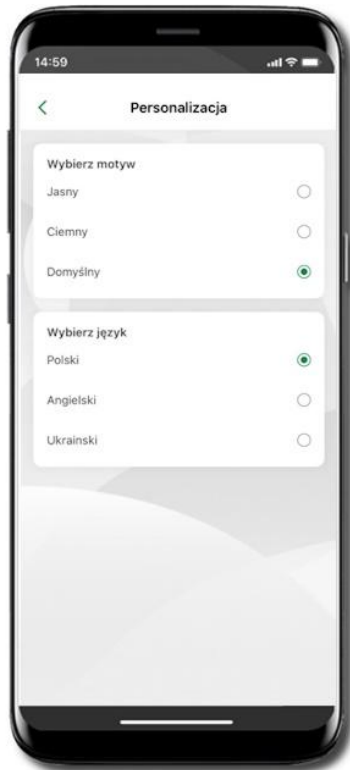 14:59
Personalizacja
Wybierz motyw
Jasny
Ciemny
Domyślny
Wybierz język
Polski
Angielski
Ukrainski